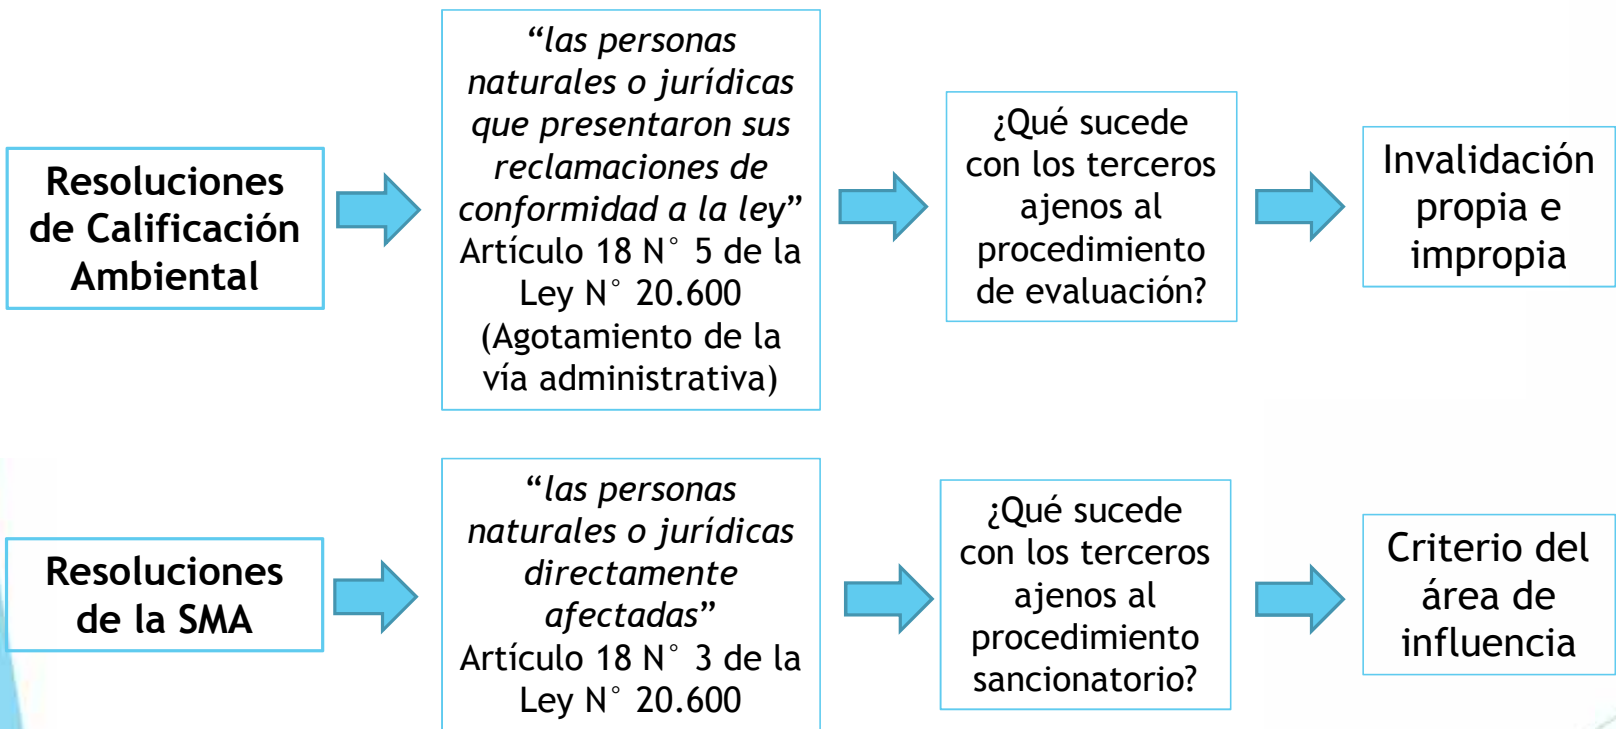 Resoluciones
de Calificación
Ambiental
“las personas
naturales o jurídicas
que presentaron sus
reclamaciones de
conformidad a la ley”
Artículo 18 N° 5 de la
Ley N° 20.600
(Agotamiento de la
vía administrativa)
¿Qué sucede
con los terceros
ajenos al
procedimiento
de evaluación?
Invalidación
propia e
impropia
Resoluciones
de la SMA
“las personas
naturales o jurídicas
directamente
afectadas”
Artículo 18 N° 3 de la
Ley N° 20.600
¿Qué sucede
con los terceros
ajenos al
procedimiento
sancionatorio?
Criterio del
área de
influencia